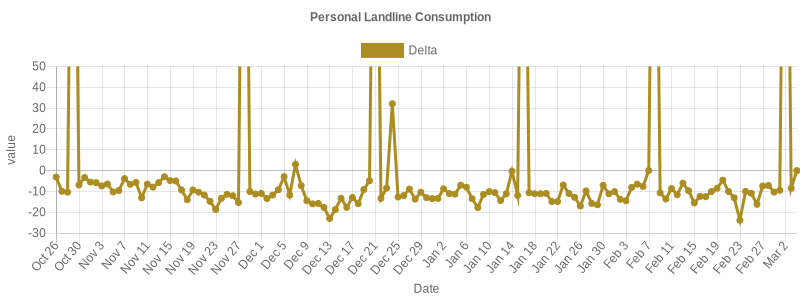 Personal Landline Consumption
Delta
50
40
30
20
10
0
-10
-20
-30
value
Oct 26
Oct 30
Nov 3
Nov 7
Nov 11
Nov 15
Nov 19
Nov 23
Nov 27
Dec 1
Dec 5
Dec 9
Dec 13
Dec 17
Dec 21
Dec 25
Dec 29
Jan 2
Jan 6
Jan 10
Jan 14
Jan 18
Jan 22
Jan 26
Jan 30
Feb 3
Feb 7
Feb 11
Feb 15
Feb 19
Feb 23
Feb 27
Mar 2
Date